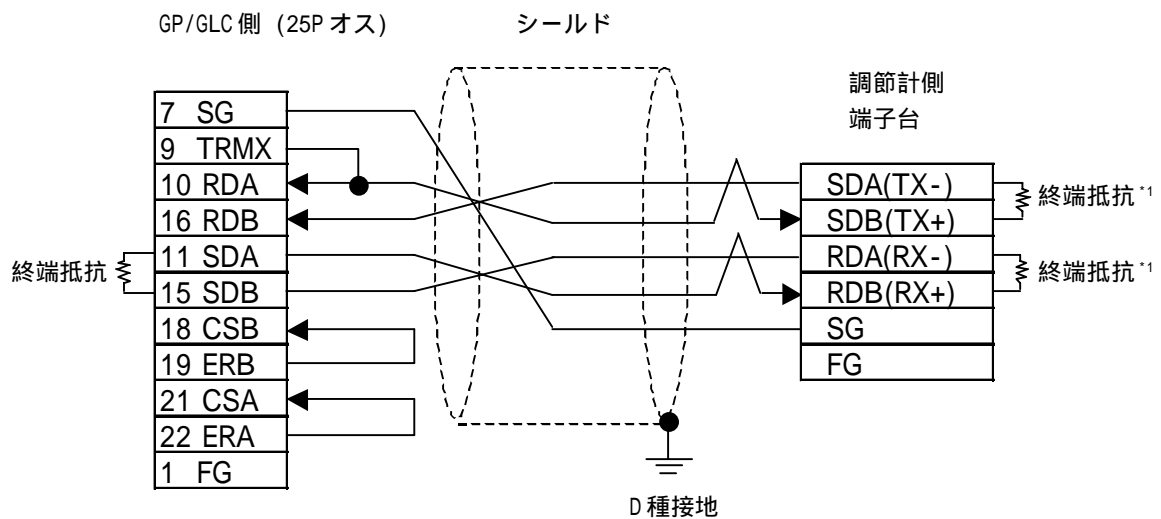 GP/GLC側 (25Pオス)
シールド
調節計側
端子台
7 SG
9 TRMX
10 RDA
16 RDB
11 SDA
15 SDB
18 CSB
19 ERB
21 CSA
22 ERA
1 FG
終端抵抗
SDA(TX-)
SDB(TX+)
RDA(RX-)
RDB(RX+)
SG
FG
終端抵抗*1
終端抵抗*1
D種接地